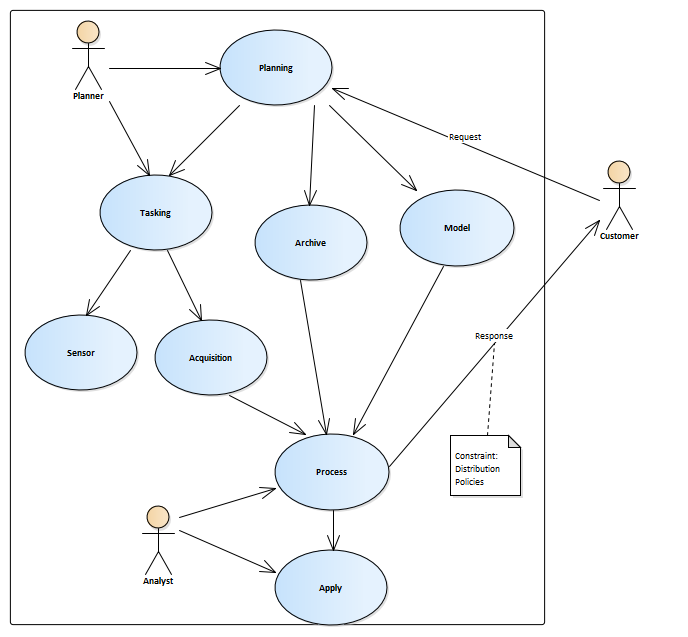 Planning
Planner
Request
Tasking
Archive
Model
Customer
Response
Sensor
Acquisition
Constraint:
Distribution
Policies
Process
Analyst
Apply